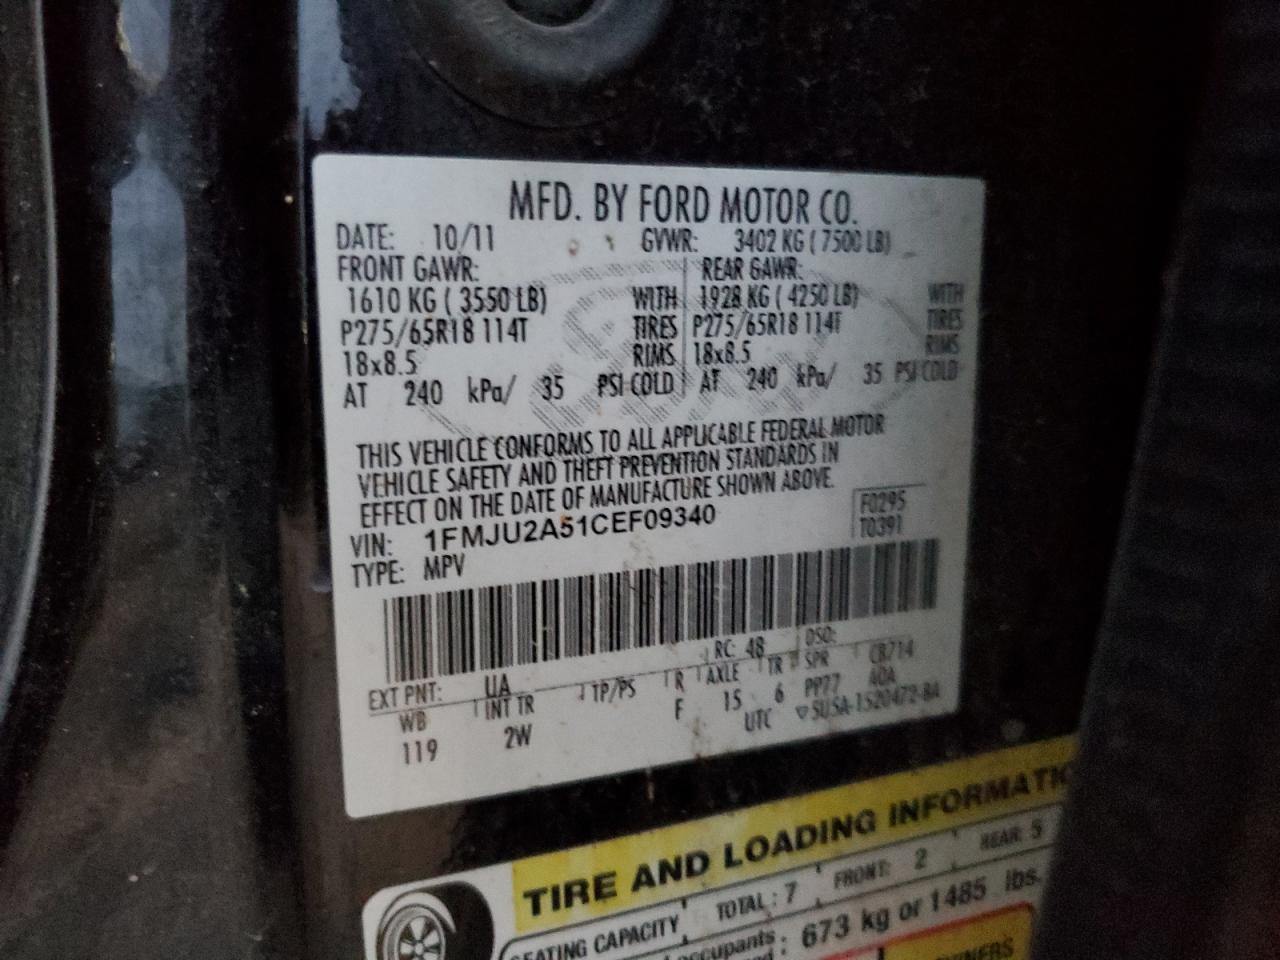 MFD. BY FORD MOTOR CO.
DATE: 10/11 GVWR: 3402 KG ( 7500 LB)
FRONT GAWR: REAR GAWR:
1610 KG ( 3550 LB) WITH 1928 KG ( 4250 LB) WITH
P275/65R18 114T TIRES P275/65R18 114T TIRES
18x8.5 RIMS 18x8.5 RIMS
AT 240 kPa/ 35 PSI COLD AT 240 kPa/ 35 PSI COLD
THIS VEHICLE CONFORMS TO ALL APPLICABLE FEDERAL MOTOR
VEHICLE SAFETY AND THEFT PREVENTION STANDARDS IN
EFFECT ON THE DATE OF MANUFACTURE SHOWN ABOVE.
VIN: 1FMJU2A51CEF09340 F0295
TYPE: MPV T0391
EXT PNT: UA RC: 48 DSO:
WB INT TR TP/PS R AXLE TR SPR CB714
119 2W F 15 6 PP77 AOA
UTC ▽5U5A-1520472-BA
TIRE AND LOADING INFORMATIO
SEATING CAPACITY TOTAL : 7 FRONT: 2 REAR: 5
occupants : 673 kg or 1485 lbs.